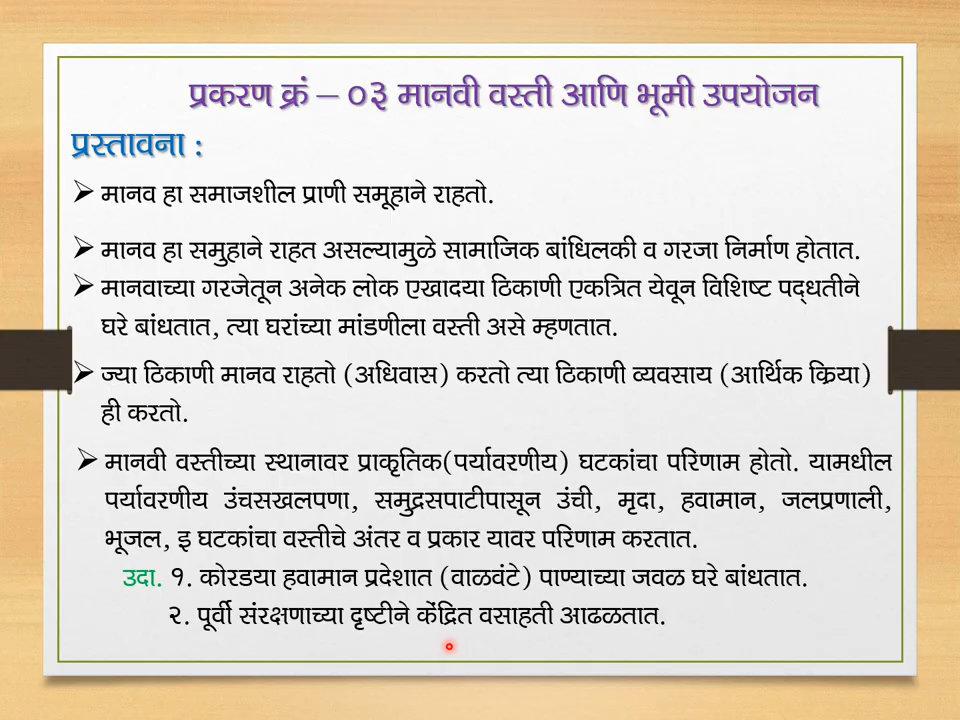 प्रकरण क्रं – ०३ मानवी वस्ती आणि भूमी उपयोजन
प्रस्तावना :
➢ मानव हा समाजशील प्राणी समूहाने राहतो.
➢ मानव हा समुहाने राहत असल्यामुळे सामाजिक बांधिलकी व गरजा निर्माण होतात.
➢ मानवाच्या गरजेतून अनेक लोक एखादया ठिकाणी एकत्रित येवून विशिष्ट पद्धतीने
घरे बांधतात, त्या घरांच्या मांडणीला वस्ती असे म्हणतात.
➢ ज्या ठिकाणी मानव राहतो (अधिवास) करतो त्या ठिकाणी व्यवसाय (आर्थिक क्रिया)
ही करतो.
➢ मानवी वस्तीच्या स्थानावर प्राकृतिक(पर्यावरणीय) घटकांचा परिणाम होतो. यामधील
पर्यावरणीय उंचसखलपणा, समुद्रसपाटीपासून उंची, मृदा, हवामान, जलप्रणाली,
भूजल, इ घटकांचा वस्तीचे अंतर व प्रकार यावर परिणाम करतात.
उदा. १. कोरडया हवामान प्रदेशात (वाळवंटे) पाण्याच्या जवळ घरे बांधतात.
२. पूर्वी संरक्षणाच्या दृष्टीने केंद्रित वसाहती आढळतात.